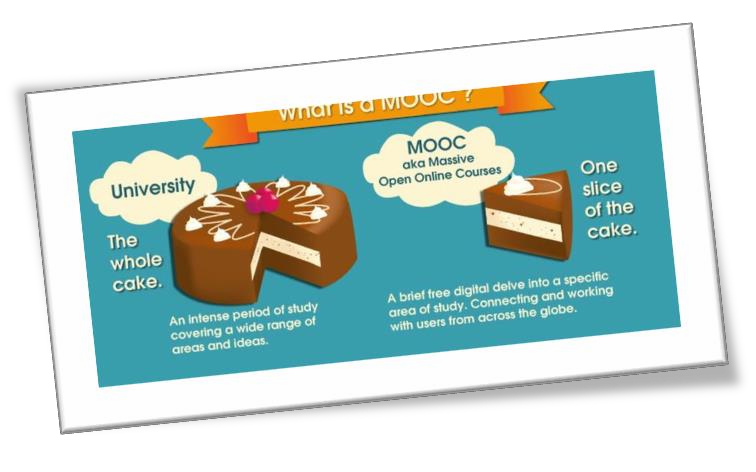 What is a MOOC ?
University
The
whole
cake.
An intense period of study
covering a wide range of
areas and ideas.
MOOC
aka Massive
Open Online Courses
One
slice
of the
cake.
A brief free digital delve into a specific
area of study. Connecting and working
with users from across the globe.